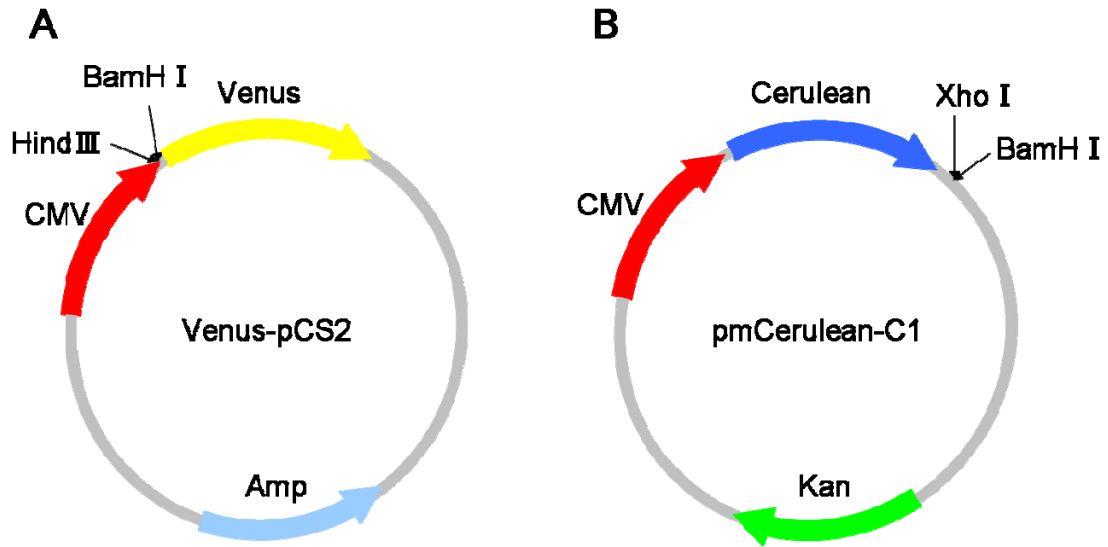 A
BamH Ⅰ
Venus
Hind Ⅲ
CMV
Venus-pCS2
Amp
B
Cerulean
Xho Ⅰ
BamH Ⅰ
CMV
pmCerulean-C1
Kan